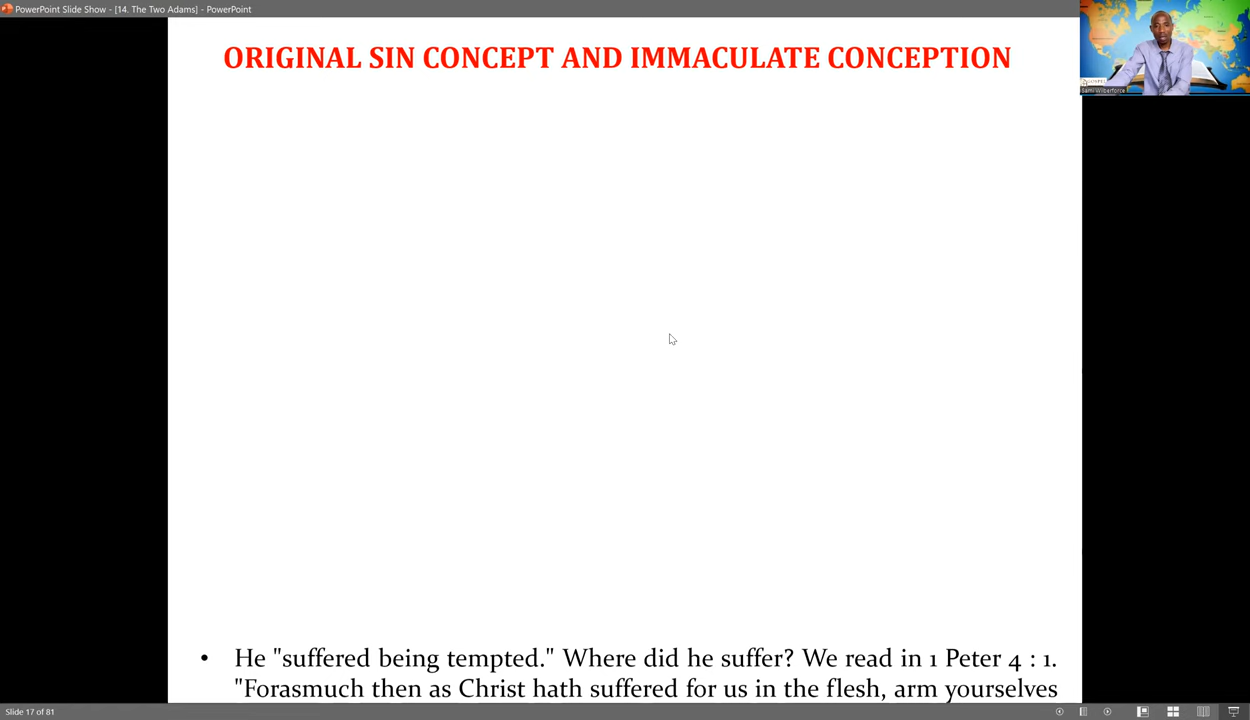 PowerPoint Slide Show - [14. The Two Adams] - PowerPoint
ORIGINAL SIN CONCEPT AND IMMACULATE CONCEPTION
Sami Wilberforce
• He "suffered being tempted." Where did he suffer? We read in 1 Peter 4 : 1.
"Forasmuch then as Christ hath suffered for us in the flesh, arm yourselves
Slide 17 of 81